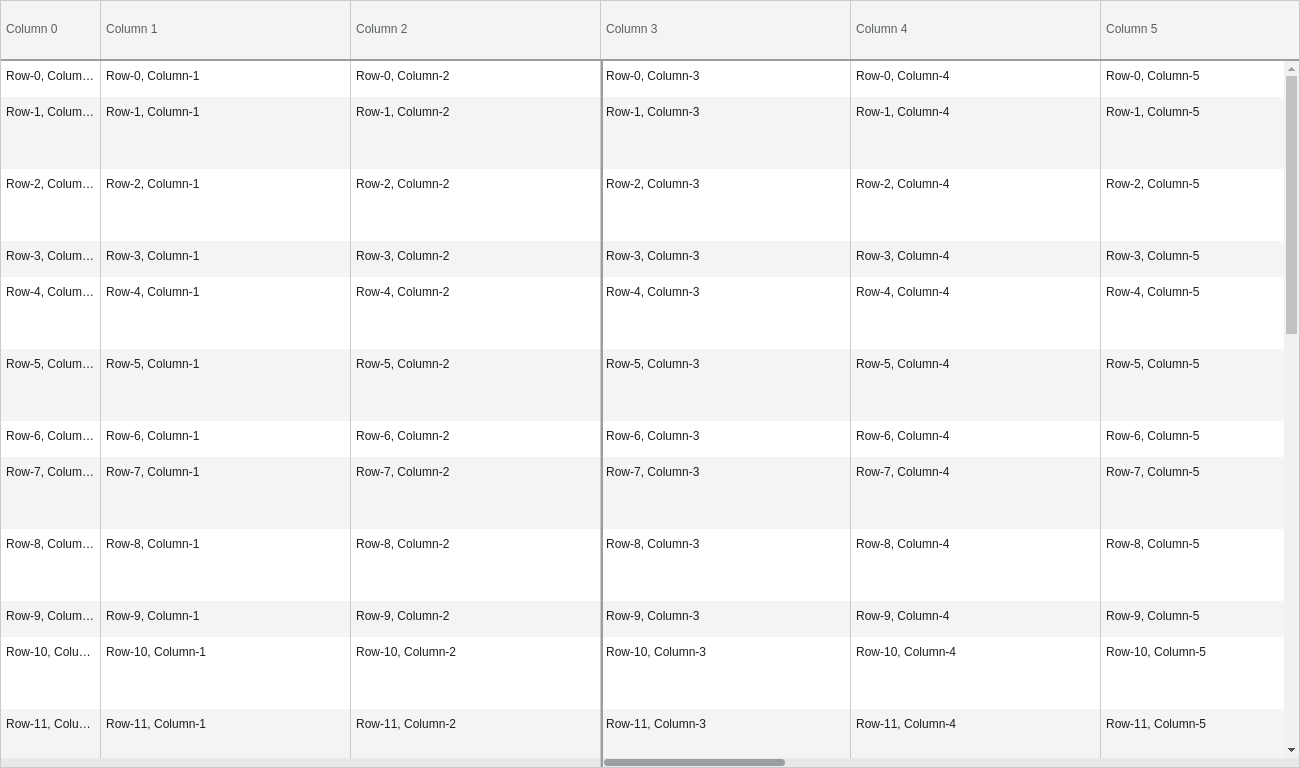 Column 0 Column 1 Column 2 Column 3 Column 4 Column 5
Row-0, Colum… Row-0, Column-1 Row-0, Column-2 Row-0, Column-3 Row-0, Column-4 Row-0, Column-5
Row-1, Colum… Row-1, Column-1 Row-1, Column-2 Row-1, Column-3 Row-1, Column-4 Row-1, Column-5
Row-2, Colum… Row-2, Column-1 Row-2, Column-2 Row-2, Column-3 Row-2, Column-4 Row-2, Column-5
Row-3, Colum… Row-3, Column-1 Row-3, Column-2 Row-3, Column-3 Row-3, Column-4 Row-3, Column-5
Row-4, Colum… Row-4, Column-1 Row-4, Column-2 Row-4, Column-3 Row-4, Column-4 Row-4, Column-5
Row-5, Colum… Row-5, Column-1 Row-5, Column-2 Row-5, Column-3 Row-5, Column-4 Row-5, Column-5
Row-6, Colum… Row-6, Column-1 Row-6, Column-2 Row-6, Column-3 Row-6, Column-4 Row-6, Column-5
Row-7, Colum… Row-7, Column-1 Row-7, Column-2 Row-7, Column-3 Row-7, Column-4 Row-7, Column-5
Row-8, Colum… Row-8, Column-1 Row-8, Column-2 Row-8, Column-3 Row-8, Column-4 Row-8, Column-5
Row-9, Colum… Row-9, Column-1 Row-9, Column-2 Row-9, Column-3 Row-9, Column-4 Row-9, Column-5
Row-10, Colu… Row-10, Column-1 Row-10, Column-2 Row-10, Column-3 Row-10, Column-4 Row-10, Column-5
Row-11, Colu… Row-11, Column-1 Row-11, Column-2 Row-11, Column-3 Row-11, Column-4 Row-11, Column-5